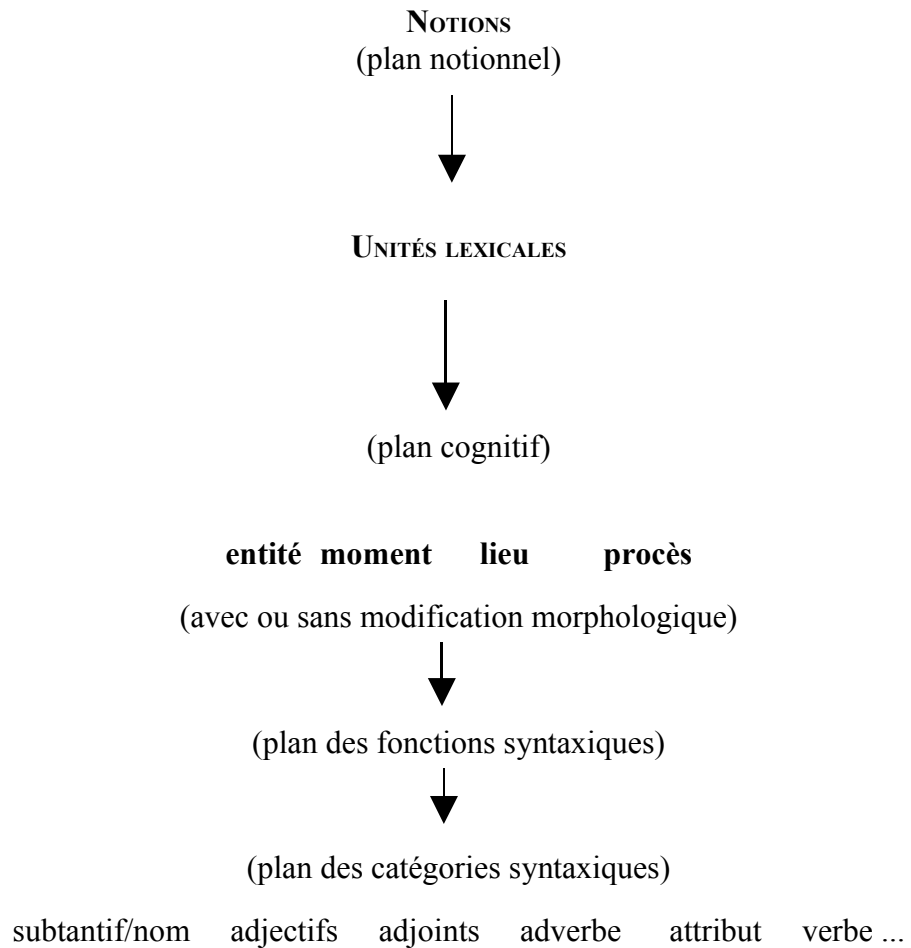 NOTIONS
(plan notionnel)
UNITÉS LEXICALES
(plan cognitif)
entité moment lieu procès
(avec ou sans modification morphologique)
(plan des fonctions syntaxiques)
(plan des catégories syntaxiques)
subtantif/nom adjectifs adjoints adverbe attribut verbe ...